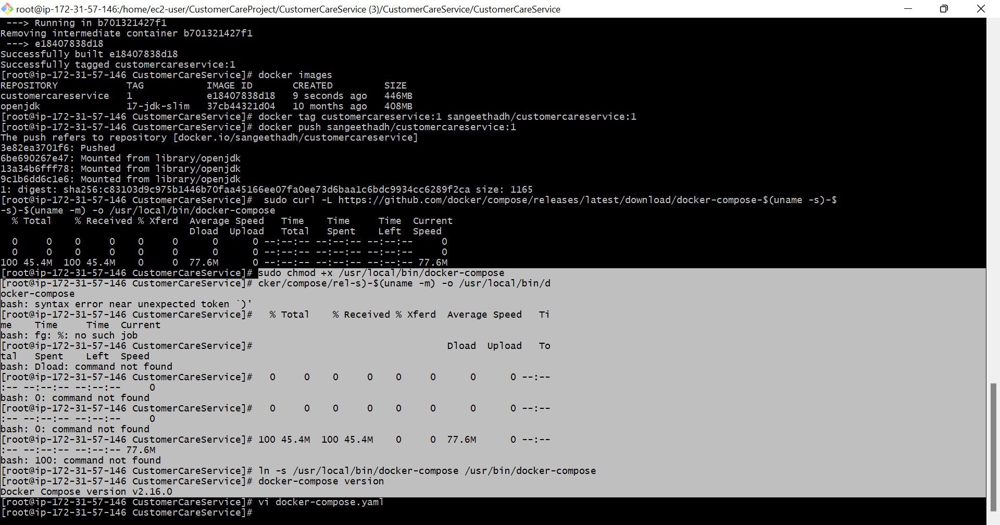 root@ip-172-31-57-146:/home/ec2-user/CustomerCareProject/CustomerCareService (3)/CustomerCareService/CustomerCareService
---> Running in b701321427f1
Removing intermediate container b701321427f1
---> e18407838d18
Successfully built e18407838d18
Successfully tagged customercareservice:1
[root@ip-172-31-57-146 CustomerCareService]# docker images
REPOSITORY            TAG           IMAGE ID       CREATED         SIZE
customercareservice   1             e18407838d18   9 seconds ago   446MB
openjdk               17-jdk-slim   37cb44321d04   10 months ago   408MB
[root@ip-172-31-57-146 CustomerCareService]# docker tag customercareservice:1 sangeethadh/customercareservice:1
[root@ip-172-31-57-146 CustomerCareService]# docker push sangeethadh/customercareservice:1
The push refers to repository [docker.io/sangeethadh/customercareservice]
3e82ea3701f6: Pushed
6be690267e47: Mounted from library/openjdk
13a34b6fff78: Mounted from library/openjdk
9c1b6dd6c1e6: Mounted from library/openjdk
1: digest: sha256:c83103d9c975b1446b70faa45166ee07fa0ee73d6baa1c6bdc9934cc6289f2ca size: 1165
[root@ip-172-31-57-146 CustomerCareService]#  sudo curl -L https://github.com/docker/compose/releases/latest/download/docker-compose-$(uname -s)-$
-s)-$(uname -m) -o /usr/local/bin/docker-compose
  % Total    % Received % Xferd  Average Speed   Time    Time     Time  Current
                                 Dload  Upload   Total   Spent    Left  Speed
  0     0    0     0    0     0      0      0 --:--:-- --:--:-- --:--:--     0
  0     0    0     0    0     0      0      0 --:--:-- --:--:-- --:--:--     0
100 45.4M  100 45.4M    0     0  77.6M      0 --:--:-- --:--:-- --:--:-- 77.6M
[root@ip-172-31-57-146 CustomerCareService]# sudo chmod +x /usr/local/bin/docker-compose
[root@ip-172-31-57-146 CustomerCareService]# cker/compose/rel-s)-$(uname -m) -o /usr/local/bin/d
ocker-compose
bash: syntax error near unexpected token `)'
[root@ip-172-31-57-146 CustomerCareService]#   % Total    % Received % Xferd  Average Speed   Ti
me    Time     Time  Current
bash: fg: %: no such job
[root@ip-172-31-57-146 CustomerCareService]#                                  Dload  Upload   To
tal   Spent    Left  Speed
bash: Dload: command not found
[root@ip-172-31-57-146 CustomerCareService]#   0     0    0     0    0     0      0      0 --:--
:-- --:--:-- --:--:--     0
bash: 0: command not found
[root@ip-172-31-57-146 CustomerCareService]#   0     0    0     0    0     0      0      0 --:--
:-- --:--:-- --:--:--     0
bash: 0: command not found
[root@ip-172-31-57-146 CustomerCareService]# 100 45.4M  100 45.4M    0     0  77.6M      0 --:--
:-- --:--:-- --:--:-- 77.6M
bash: 100: command not found
[root@ip-172-31-57-146 CustomerCareService]# ln -s /usr/local/bin/docker-compose /usr/bin/docker-compose
[root@ip-172-31-57-146 CustomerCareService]# docker-compose version
Docker Compose version v2.16.0
[root@ip-172-31-57-146 CustomerCareService]# vi docker-compose.yaml
[root@ip-172-31-57-146 CustomerCareService]#